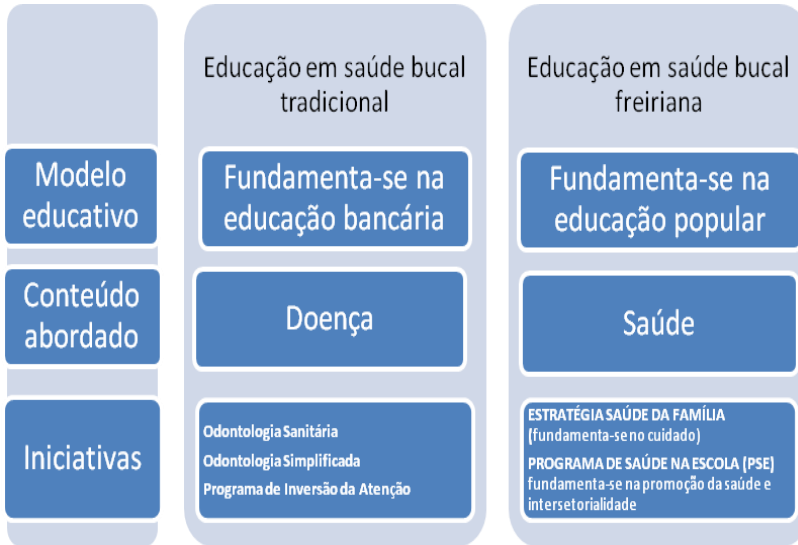 Educação em saúde bucal
tradicional
Educação em saúde bucal
freiriana
Modelo
educativo
Fundamenta-se na
educação bancária
Fundamenta-se na
educação popular
Conteúdo
abordado
Doença
Saúde
Iniciativas
Odontologia Sanitária
Odontologia Simplificada
Programa de Inversão da Atenção
ESTRATÉGIA SAÚDE DA FAMÍLIA
(fundamenta-se no cuidado)
PROGRAMA DE SAÚDE NA ESCOLA (PSE)
fundamenta-se na promoção da saúde e
intersetorialidade